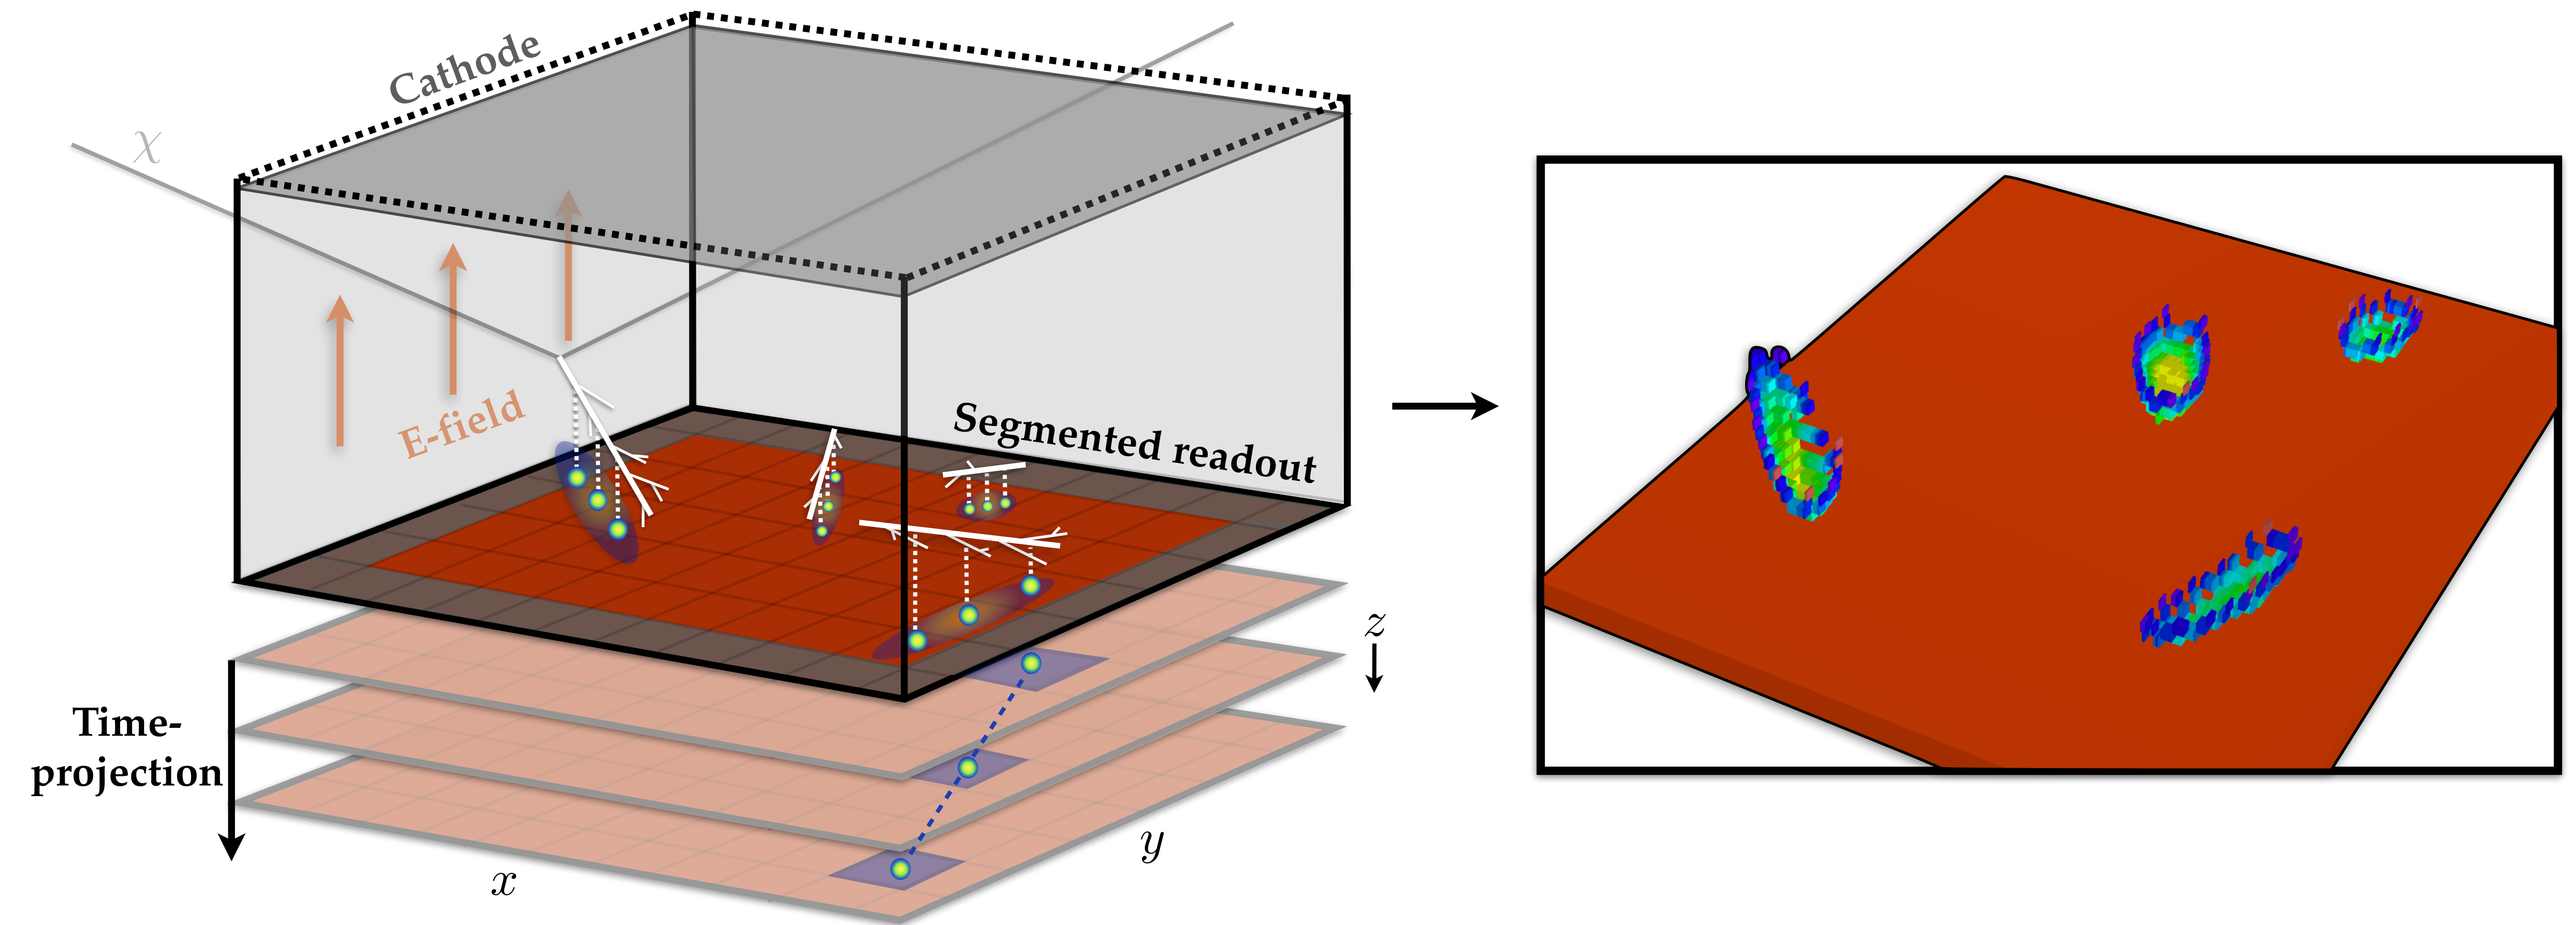 Cathode
χ
E-field
Segmented readout
z
Time-
projection
y
x